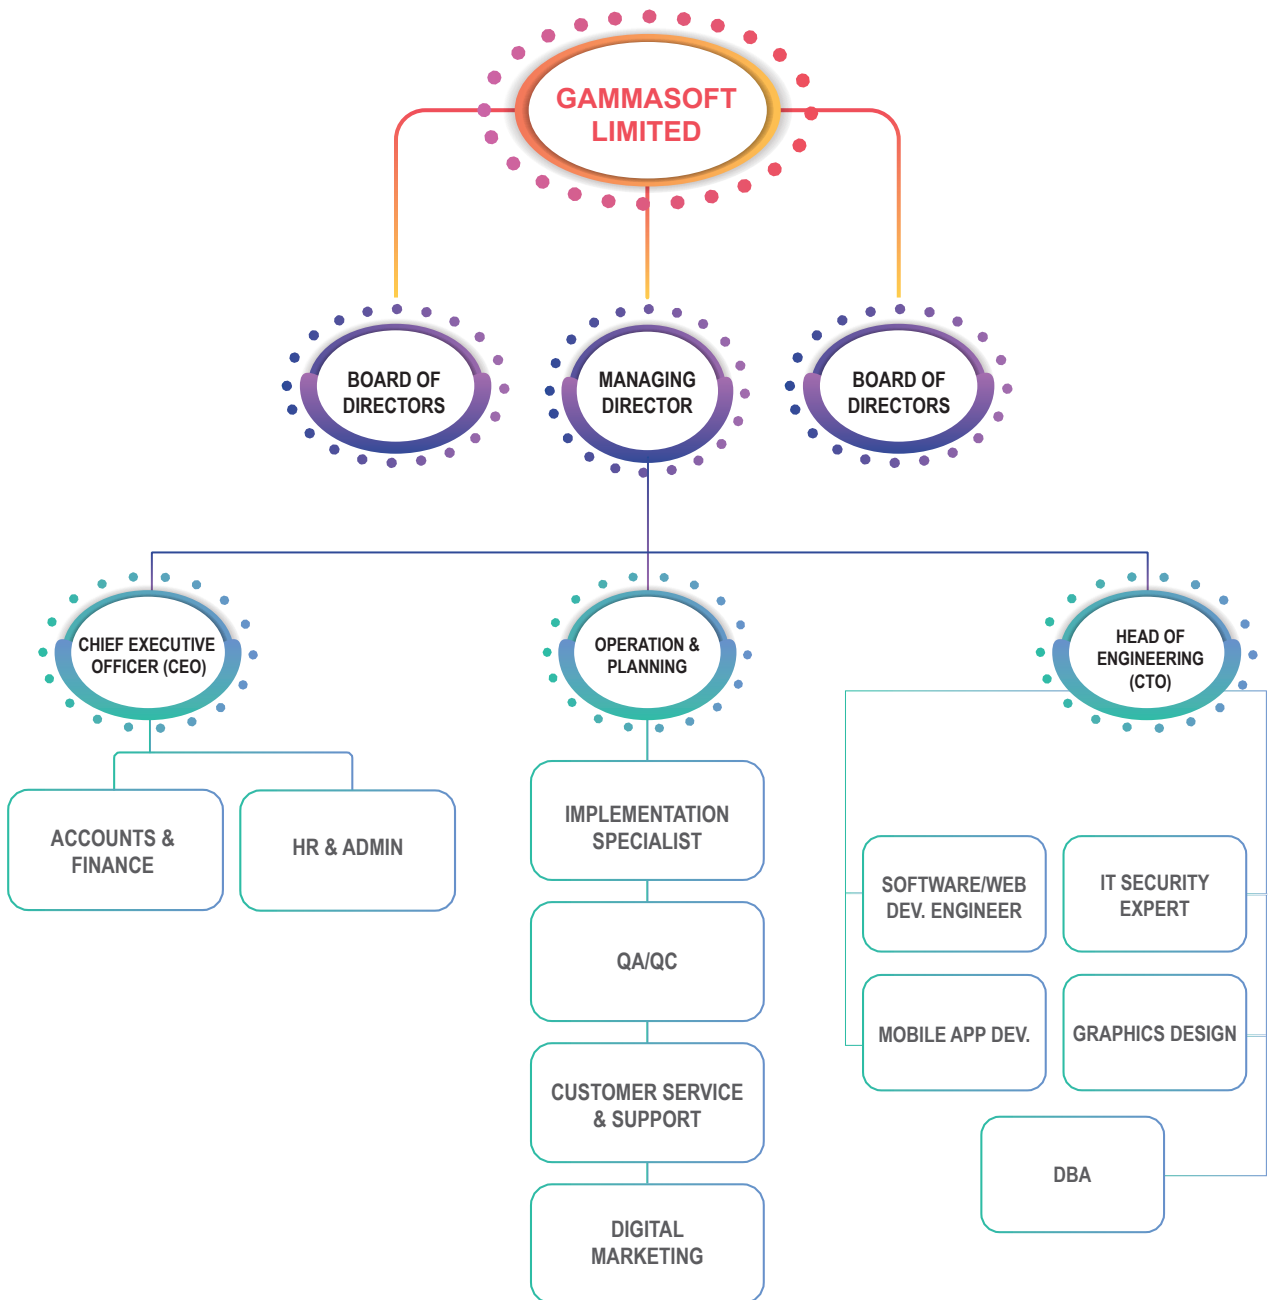 GAMMASOFT
LIMITED
BOARD OF
DIRECTORS
MANAGING
DIRECTOR
BOARD OF
DIRECTORS
CHIEF EXECUTIVE
OFFICER (CEO)
OPERATION &
PLANNING
HEAD OF
ENGINEERING
(CTO)
ACCOUNTS &
FINANCE
HR & ADMIN
IMPLEMENTATION
SPECIALIST
QA/QC
CUSTOMER SERVICE
& SUPPORT
DIGITAL
MARKETING
SOFTWARE/WEB
DEV. ENGINEER
IT SECURITY
EXPERT
MOBILE APP DEV.
GRAPHICS DESIGN
DBA